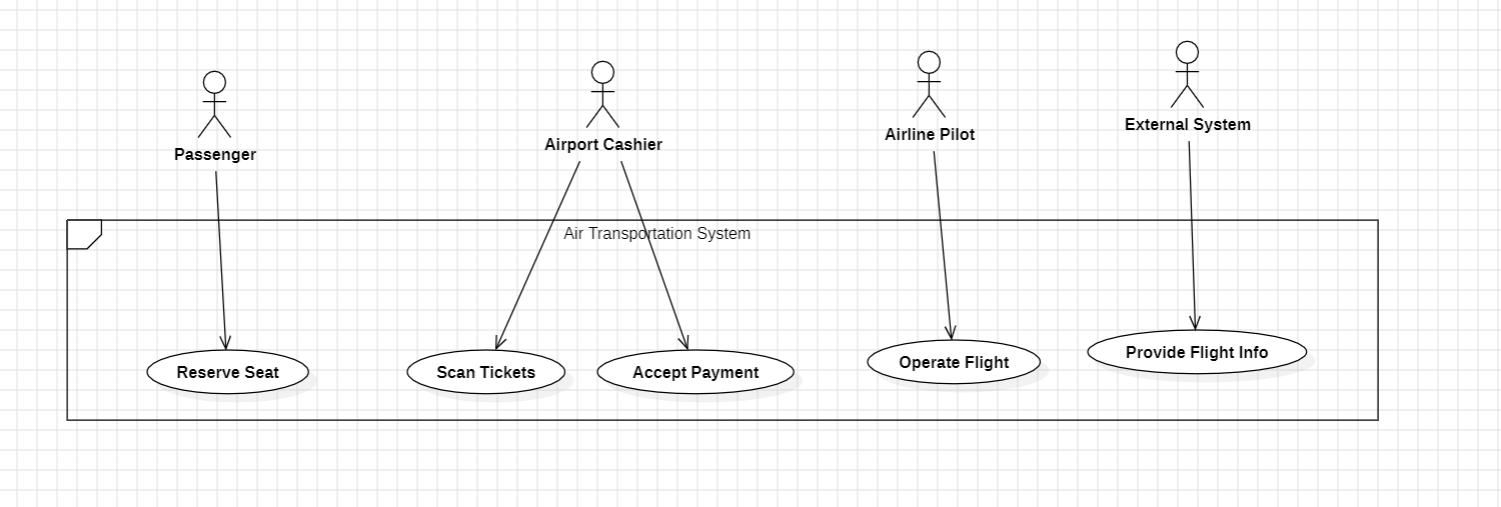 Passenger
Airport Cashier
Airline Pilot
External System
Air Transportation System
Reserve Seat
Scan Tickets
Accept Payment
Operate Flight
Provide Flight Info